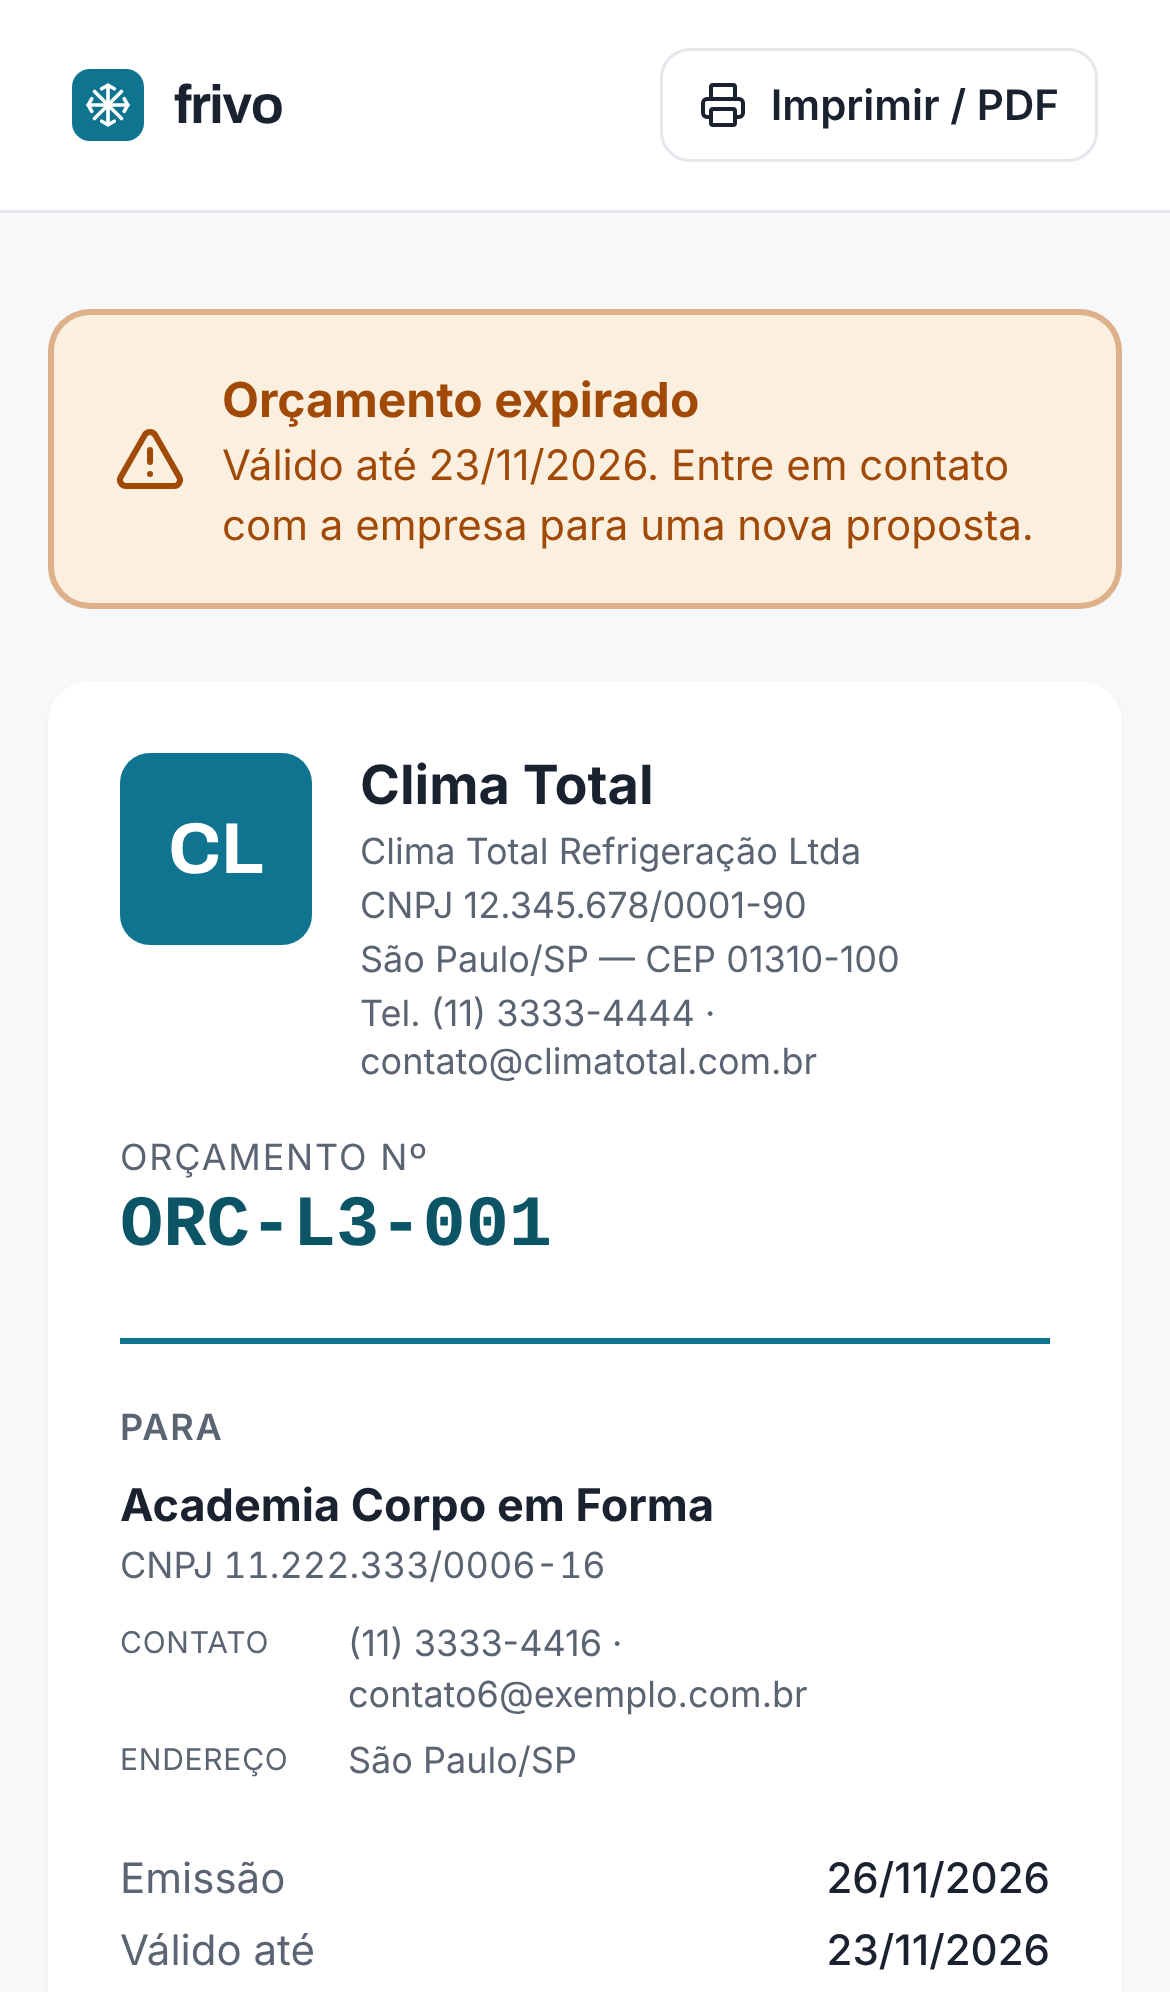 frivo
Imprimir / PDF
Orçamento expirado
Válido até 23/11/2026. Entre em contato
com a empresa para uma nova proposta.
CL
Clima Total
Clima Total Refrigeração Ltda
CNPJ 12.345.678/0001-90
São Paulo/SP — CEP 01310-100
Tel. (11) 3333-4444 ·
contato@climatotal.com.br
ORÇAMENTO Nº
ORC-L3-001
PARA
Academia Corpo em Forma
CNPJ 11.222.333/0006-16
CONTATO (11) 3333-4416 ·
contato6@exemplo.com.br
ENDEREÇO São Paulo/SP
Emissão 26/11/2026
Válido até 23/11/2026